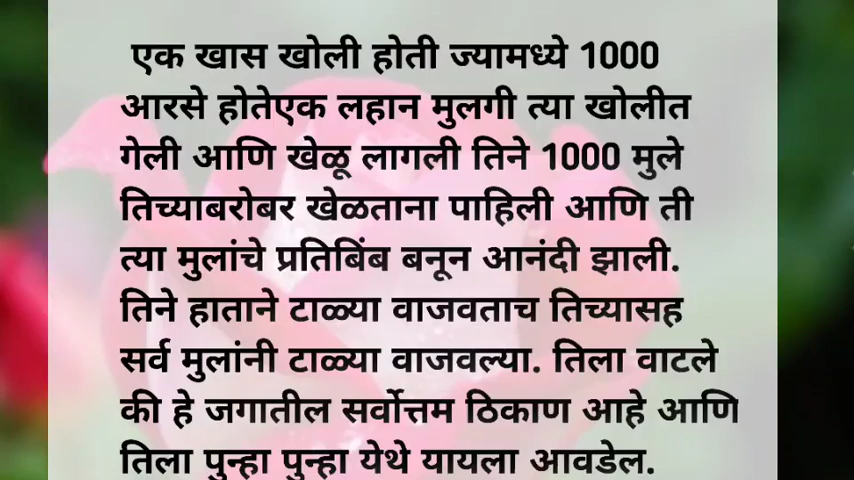 एक खास खोली होती ज्यामध्ये 1000
आरसे होतेएक लहान मुलगी त्या खोलीत
गेली आणि खेळू लागली तिने 1000 मुले
तिच्याबरोबर खेळताना पाहिली आणि ती
त्या मुलांचे प्रतिबिंब बनून आनंदी झाली.
तिने हाताने टाळ्या वाजवताच तिच्यासह
सर्व मुलांनी टाळ्या वाजवल्या. तिला वाटले
की हे जगातील सर्वोत्तम ठिकाण आहे आणि
तिला पुन्हा पुन्हा येथे यायला आवडेल.